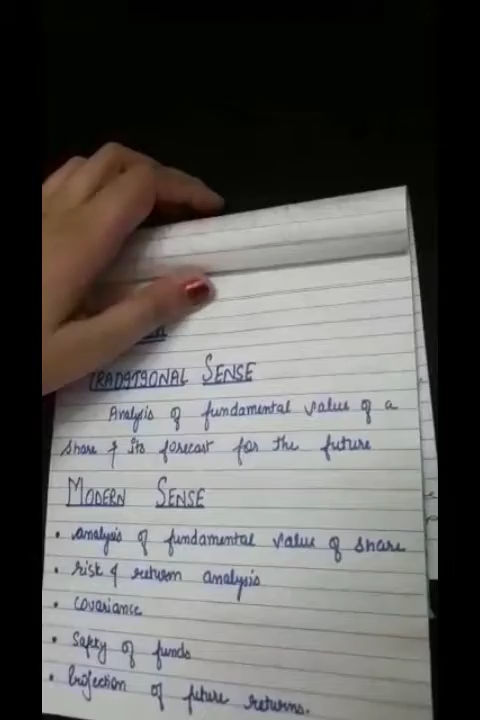 TRADITIONAL SENSE
Analysis of fundamental value of a
share & its forecast for the future
MODERN SENSE
• analysis of fundamental value of share
• risk & return analysis
• covariance
• Safety of funds
• Projection of future returns.